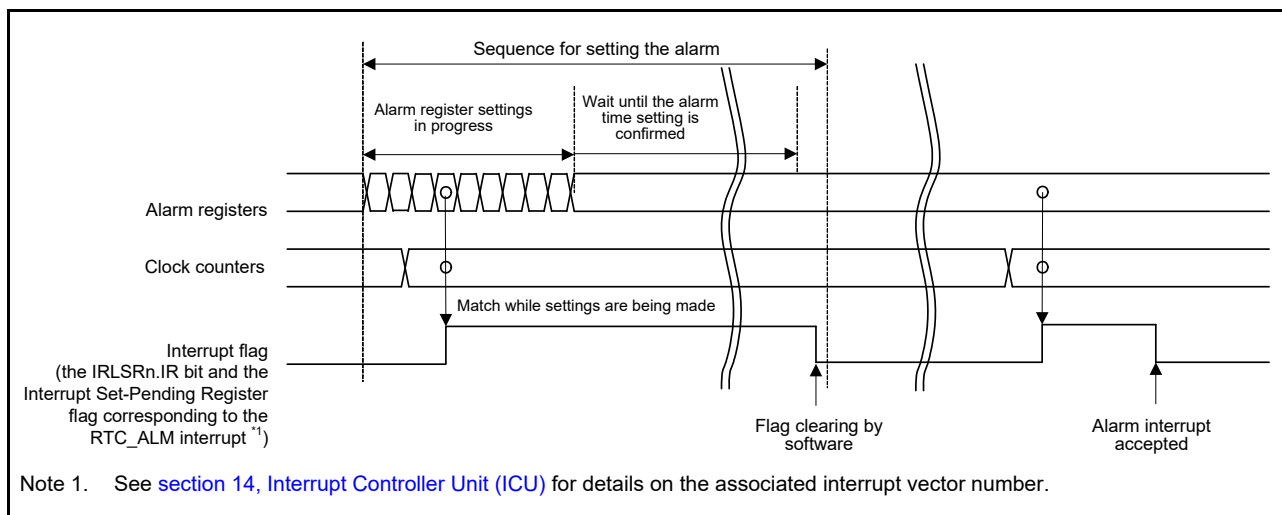 Sequence for setting the alarm
Alarm register settings
in progress
Wait until the alarm
time setting is
confirmed
Alarm registers
Clock counters
Match while settings are being made
Interrupt flag
(the IRLSRn.IR bit and the
Interrupt Set-Pending Register
flag corresponding to the
RTC_ALM interrupt *1)
Flag clearing by
software
Alarm interrupt
accepted
Note 1. See section 14, Interrupt Controller Unit (ICU) for details on the associated interrupt vector number.